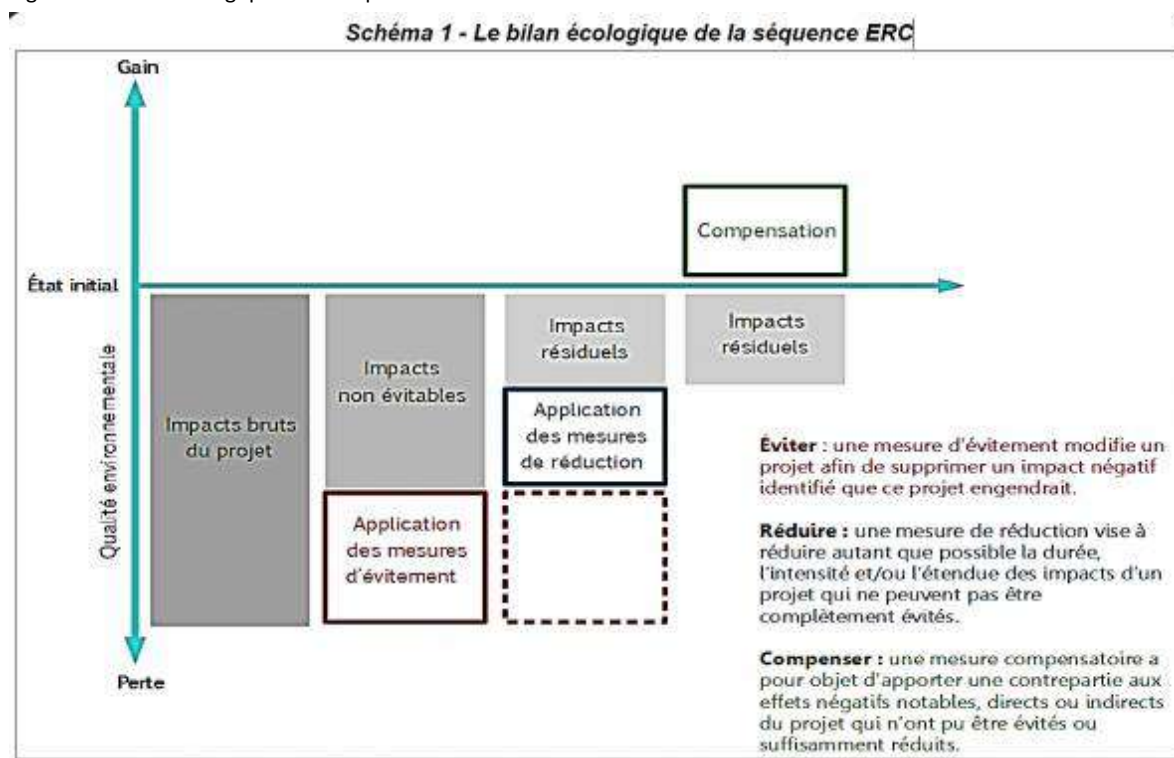 Schéma 1 - Le bilan écologique de la séquence ERC
Gain
Compensation
État initial
Qualité environnementale
Impacts bruts
du projet
Impacts
non évitables
Application
des mesures
d'évitement
Impacts
résiduels
Application
des mesures
de réduction
Impacts
résiduels
Perte
Éviter : une mesure d'évitement modifie un
projet afin de supprimer un impact négatif
identifié que ce projet engendrait.
Réduire : une mesure de réduction vise à
réduire autant que possible la durée,
l'intensité et/ou l'étendue des impacts d'un
projet qui ne peuvent pas être
complètement évités.
Compenser : une mesure compensatoire a
pour objet d'apporter une contrepartie aux
effets négatifs notables, directs ou indirects
du projet qui n'ont pu être évités ou
suffisamment réduits.